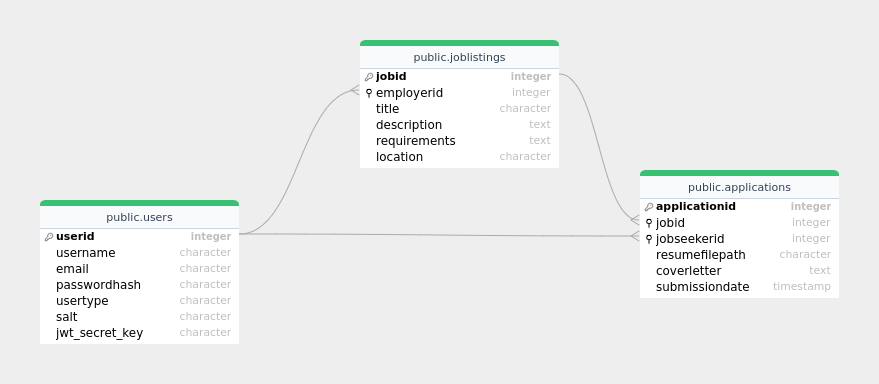 public.joblistings
jobid integer
employerid integer
title character
description text
requirements text
location character
public.applications
applicationid integer
jobid integer
jobseekerid integer
resumefilepath character
coverletter text
submissiondate timestamp
public.users
userid integer
username character
email character
passwordhash character
usertype character
salt character
jwt_secret_key character